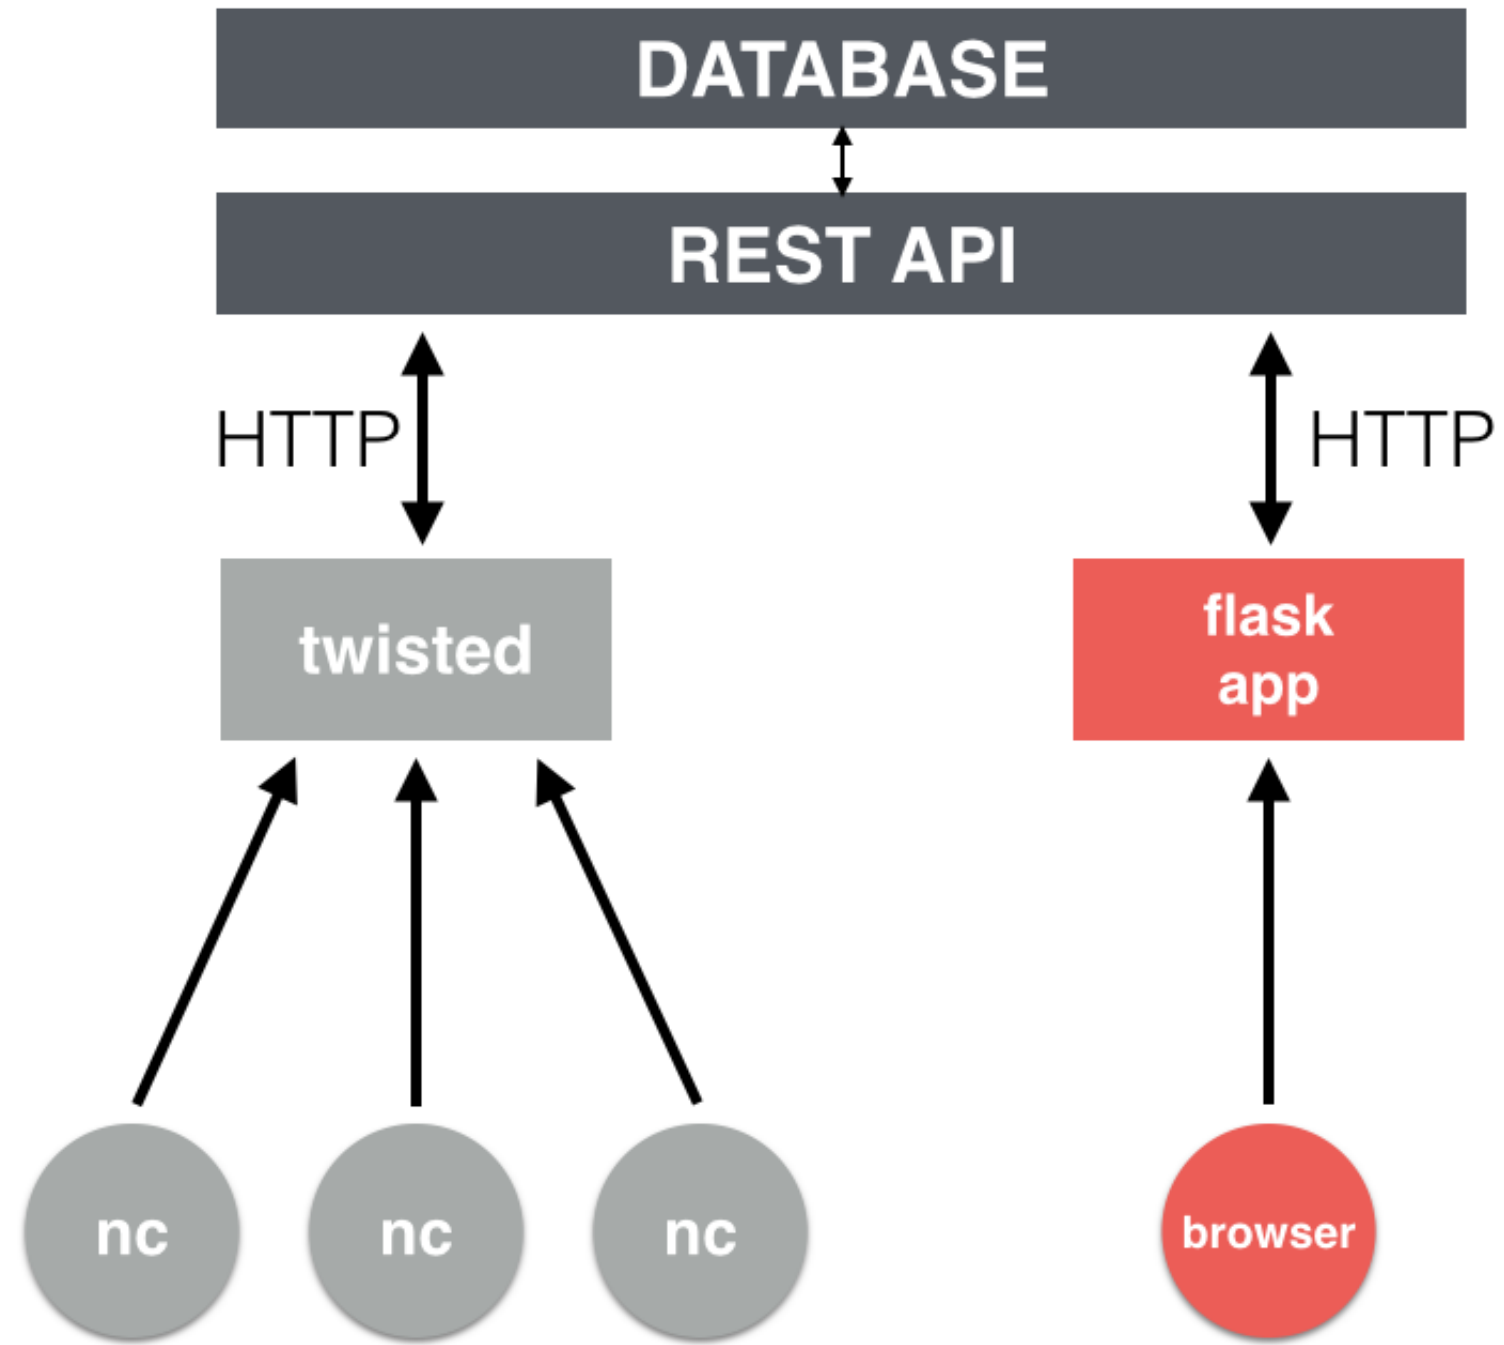 DATABASE
REST API
HTTP
HTTP
twisted
flask
app
nc
nc
nc
browser